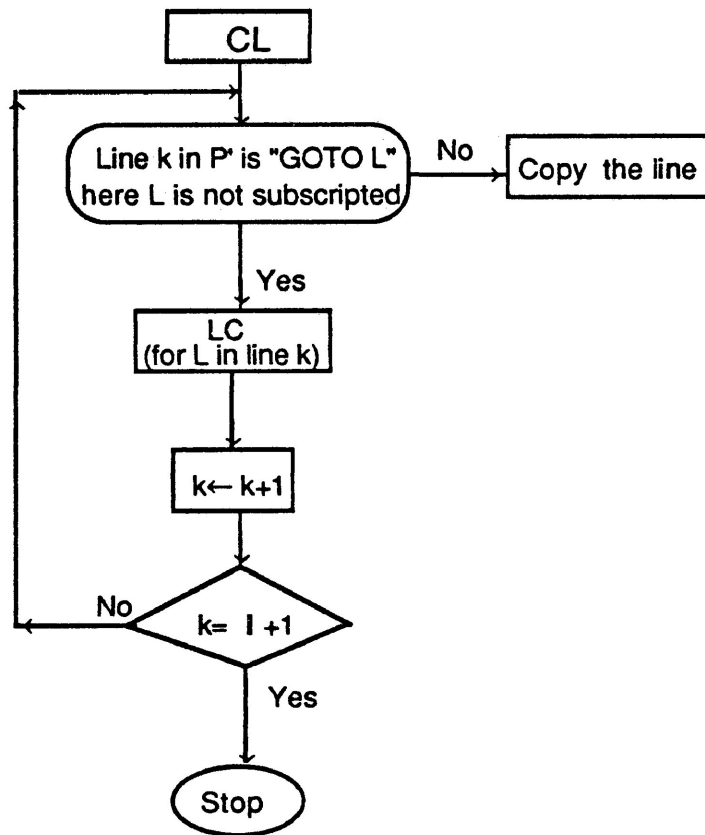 CL
Line k in P' is "GOTO L"
here L is not subscripted
No
Copy the line
Yes
LC
(for L in line k)
k← k+1
No
k= l +1
Yes
Stop